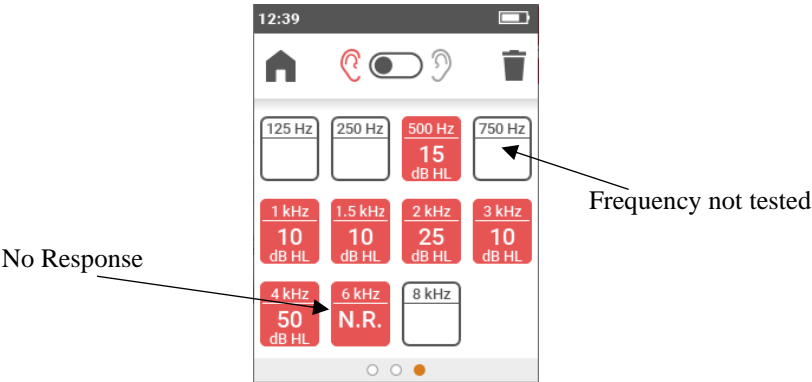 12:39
125 Hz 250 Hz 500 Hz 750 Hz
15
dB HL
Frequency not tested
1 kHz 1.5 kHz 2 kHz 3 kHz
10 10 25 10
dB HL dB HL dB HL dB HL
No Response
4 kHz 6 kHz 8 kHz
50 N.R.
dB HL